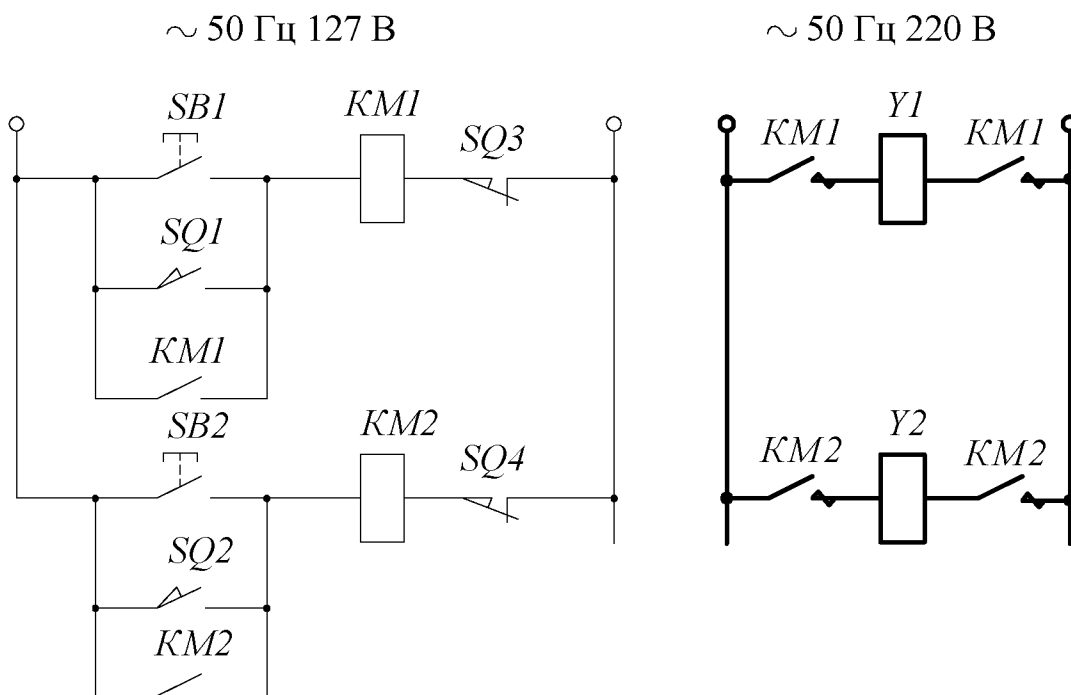 ~ 50 Гц 127 В
~ 50 Гц 220 В
SB1
KM1
SQ3
SQ1
KM1
SB2
KM2
SQ4
SQ2
KM2
KM1
Y1
KM1
KM2
Y2
KM2